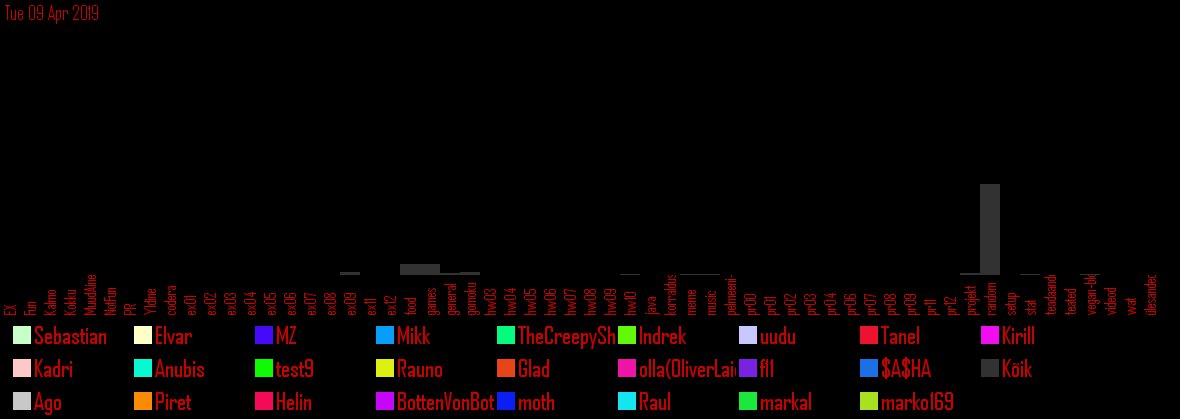 Tue 09 Apr 2019
EX Fun Kalmo Kokku MuudAine NotFun PR Yldine codera ex01 ex02 ex03 ex04 ex05 ex06 ex07 ex08 ex09 ex11 ex12 food games general gomoku hw03 hw04 hw05 hw06 hw07 hw08 hw09 hw10 java korraldus meme music pelmeeni- pr00 pr01 pr02 pr03 pr04 pr06 pr07 pr08 pr09 pr11 pr12 projekt random setup stat teadaandi teated vegan-blo videod wat ülesanded
Sebastian Elvar MZ Mikk TheCreepySh Indrek uudu Tanel Kirill
Kadri Anubis test9 Rauno Glad olla(OliverLai fl1 $A$HA Kõik
Ago Piret Helin BottenVonBot moth Raul markal marko169